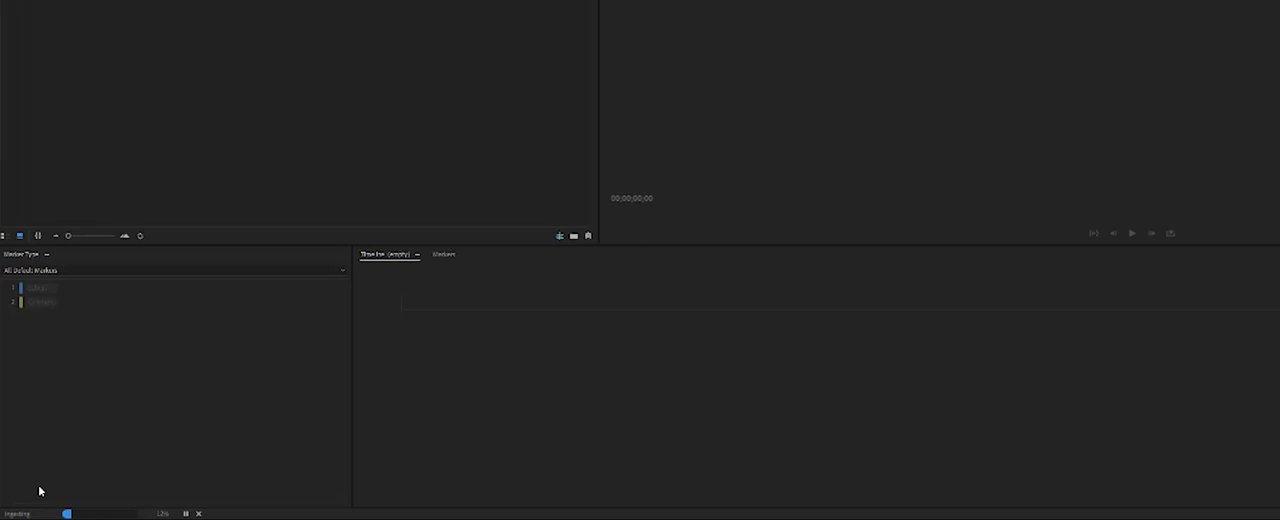 00;00;00;00
Marker Type
Timeline: (empty)
Markers
All Default Markers
1
2
Ingesting
12%